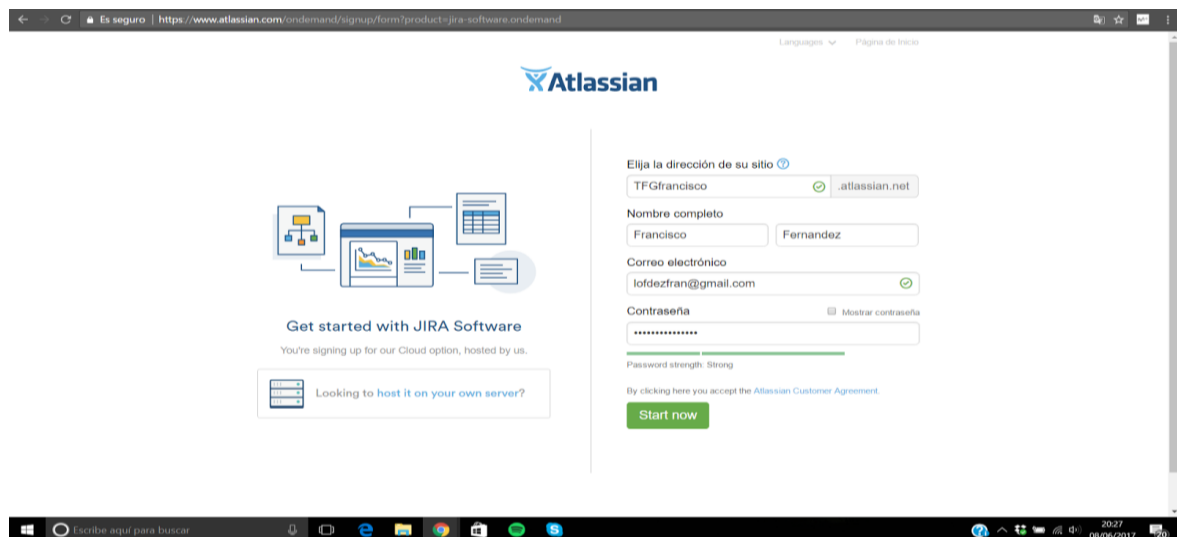 Es seguro | https://www.atlassian.com/ondemand/signup/form?product=jira-software.ondemand
Languages Página de Inicio
Atlassian
Elija la dirección de su sitio ?
TFGfrancisco .atlassian.net
Nombre completo
Francisco Fernandez
Correo electrónico
lofdezfran@gmail.com
Contraseña Mostrar contraseña
••••••••••••••
Password strength: Strong
By clicking here you accept the Atlassian Customer Agreement.
Start now
Get started with JIRA Software
You're signing up for our Cloud option, hosted by us.
Looking to host it on your own server?
Escribe aquí para buscar
20:27
08/06/2017
20